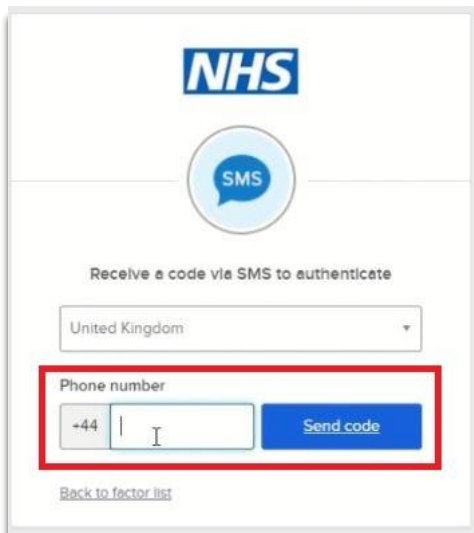 NHS
SMS
Receive a code via SMS to authenticate
United Kingdom
Phone number
+44 Send code
Back to factor list